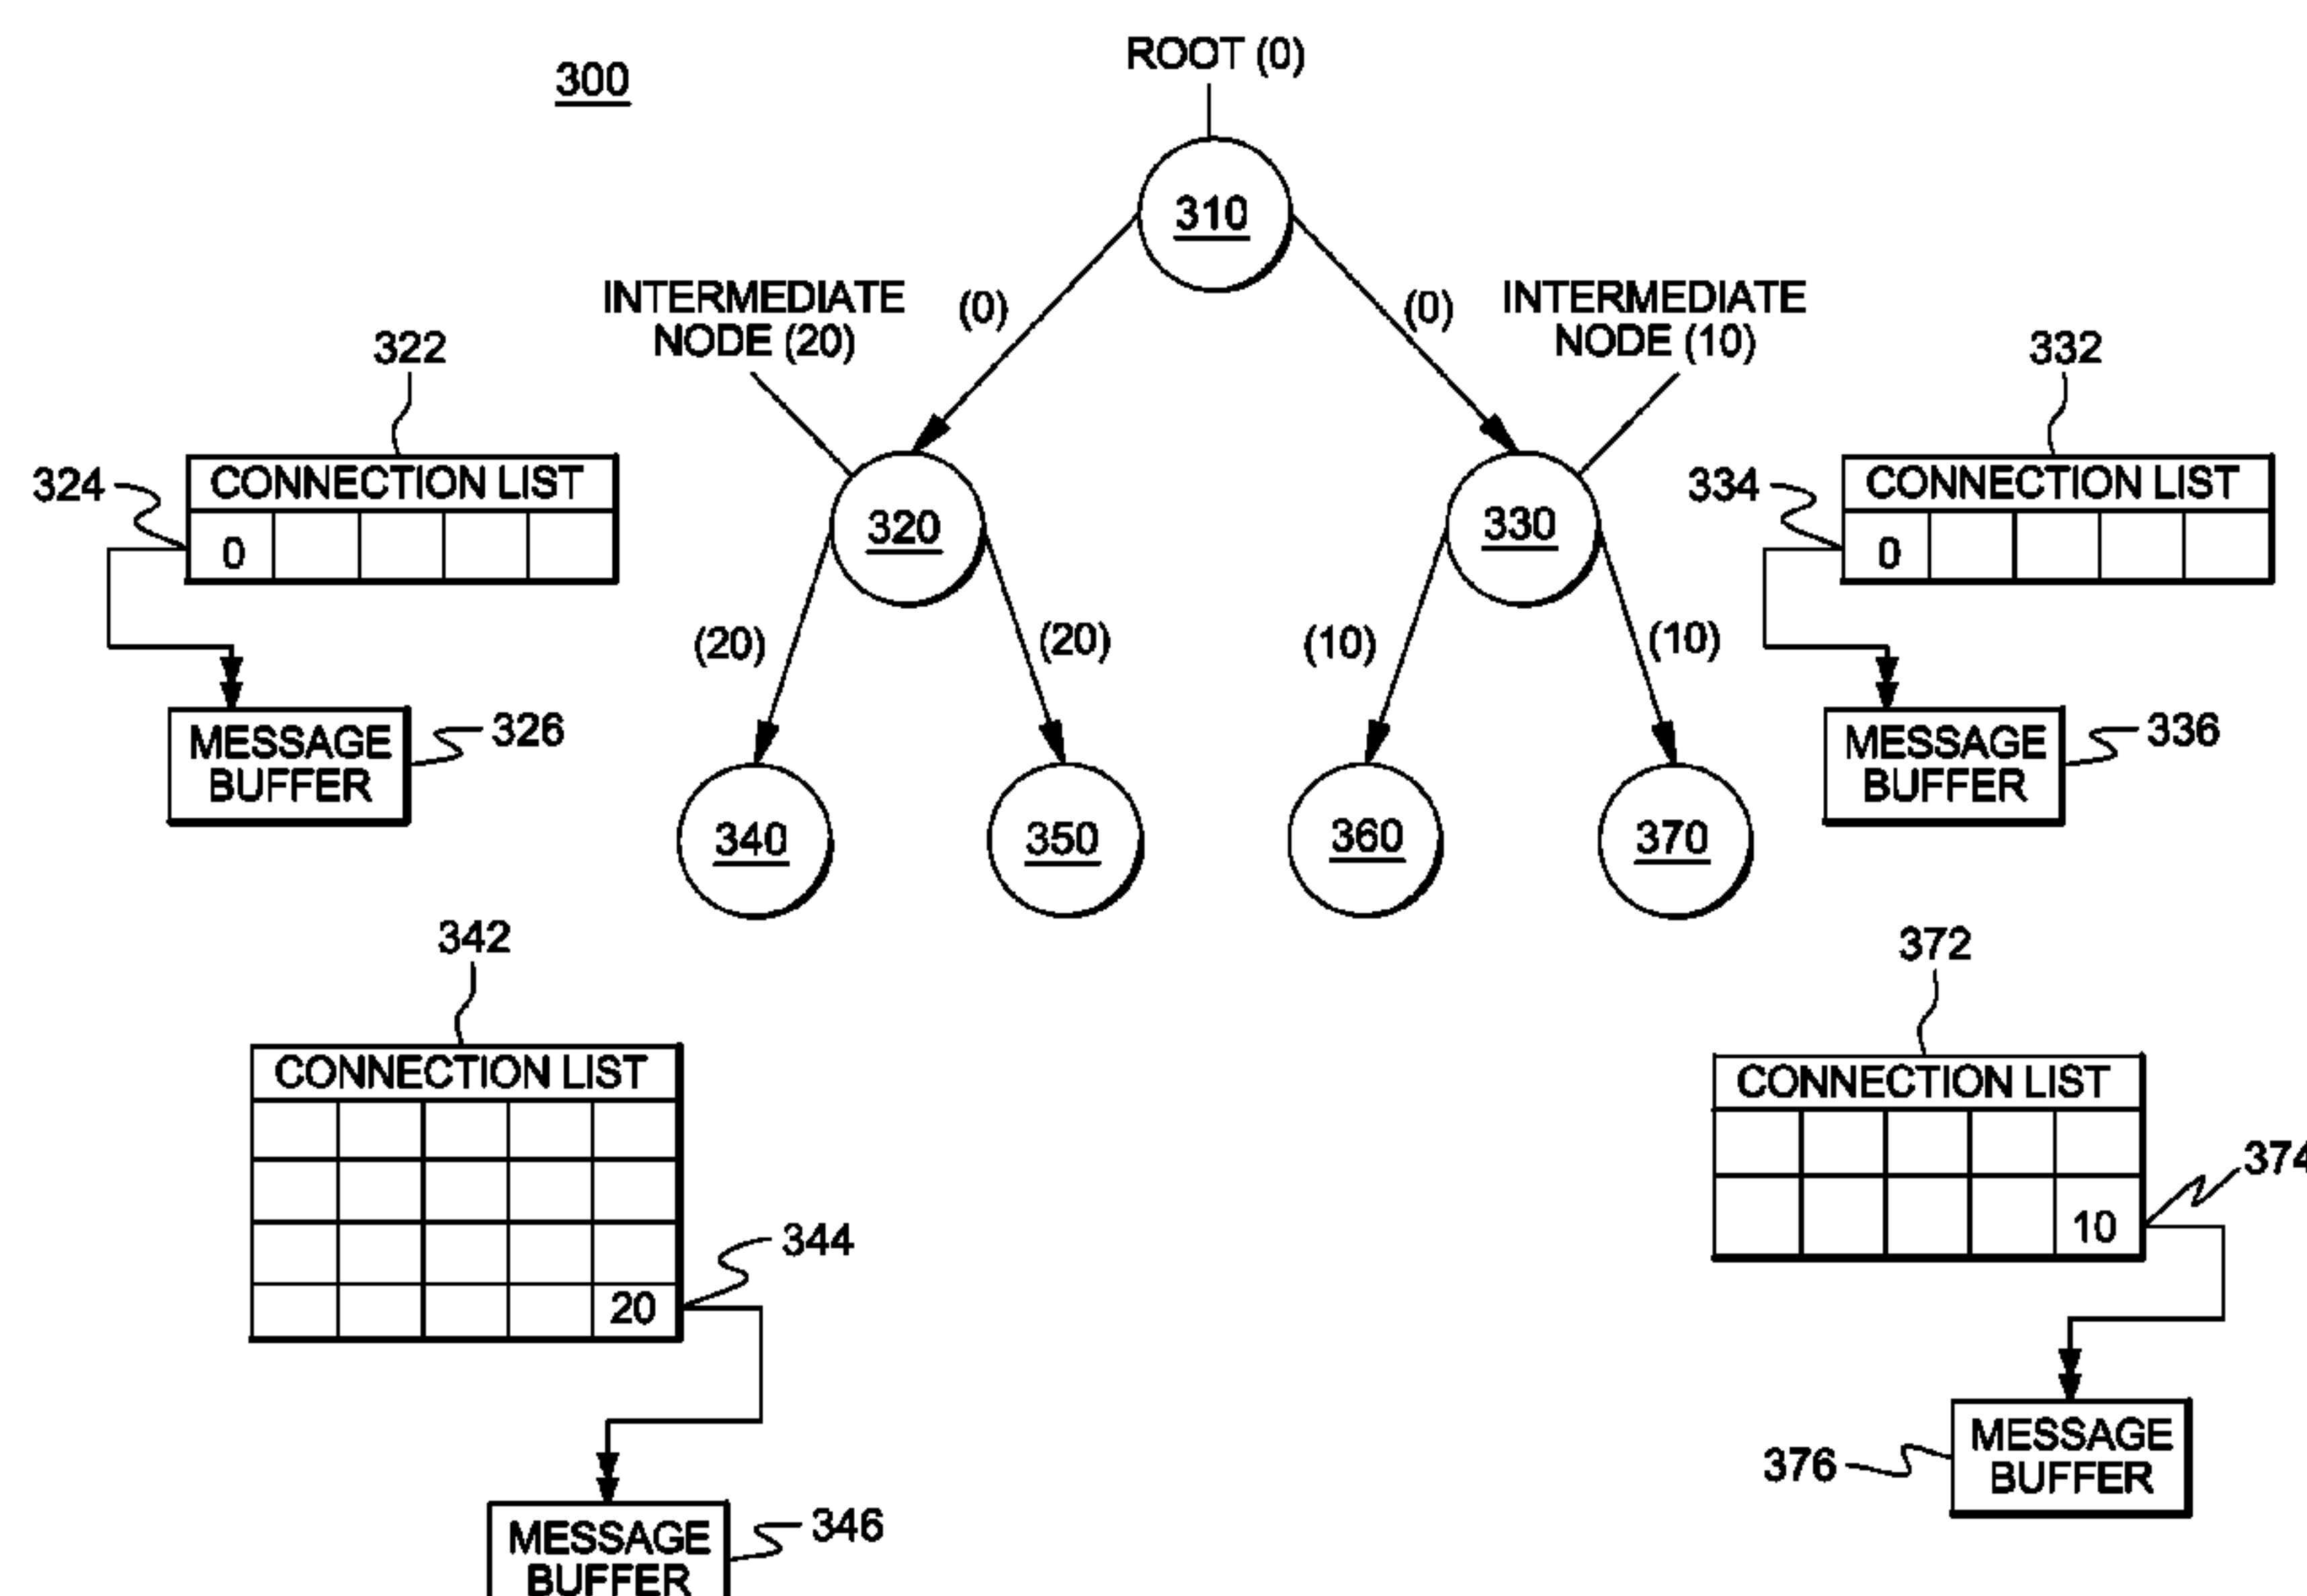 ROOT (0)
300
310
INTERMEDIATE
NODE (20)
(0)
(0)
INTERMEDIATE
NODE (10)
322
332
324
CONNECTION LIST
0
320
330
334
CONNECTION LIST
0
(20)
(20)
(10)
(10)
MESSAGE
BUFFER
326
MESSAGE
BUFFER
336
340
350
360
370
342
372
CONNECTION LIST
20
344
CONNECTION LIST
10
374
MESSAGE
BUFFER
346
376
MESSAGE
BUFFER